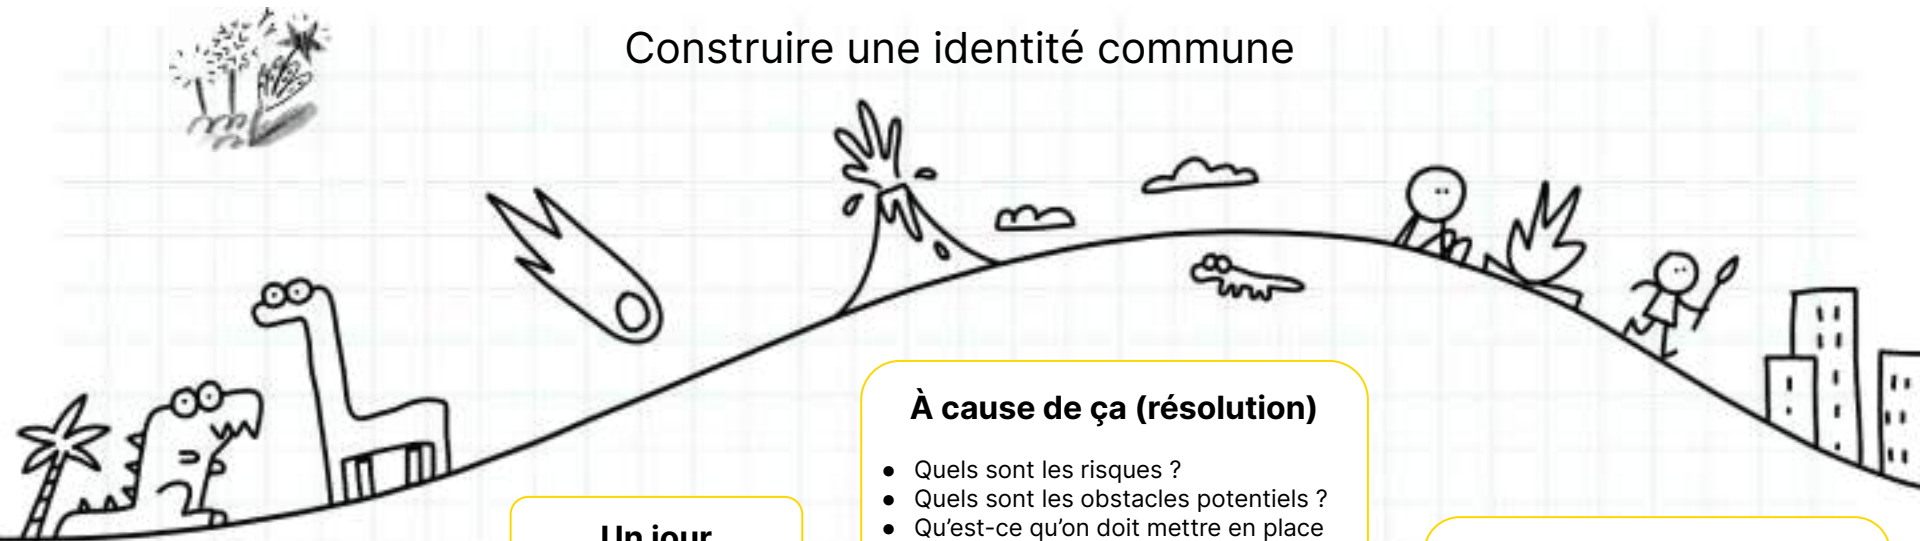 Construire une identité commune
À cause de ça (résolution)
● Quels sont les risques ?
● Quels sont les obstacles potentiels ?
● Qu’est-ce qu’on doit mettre en place
Un jour